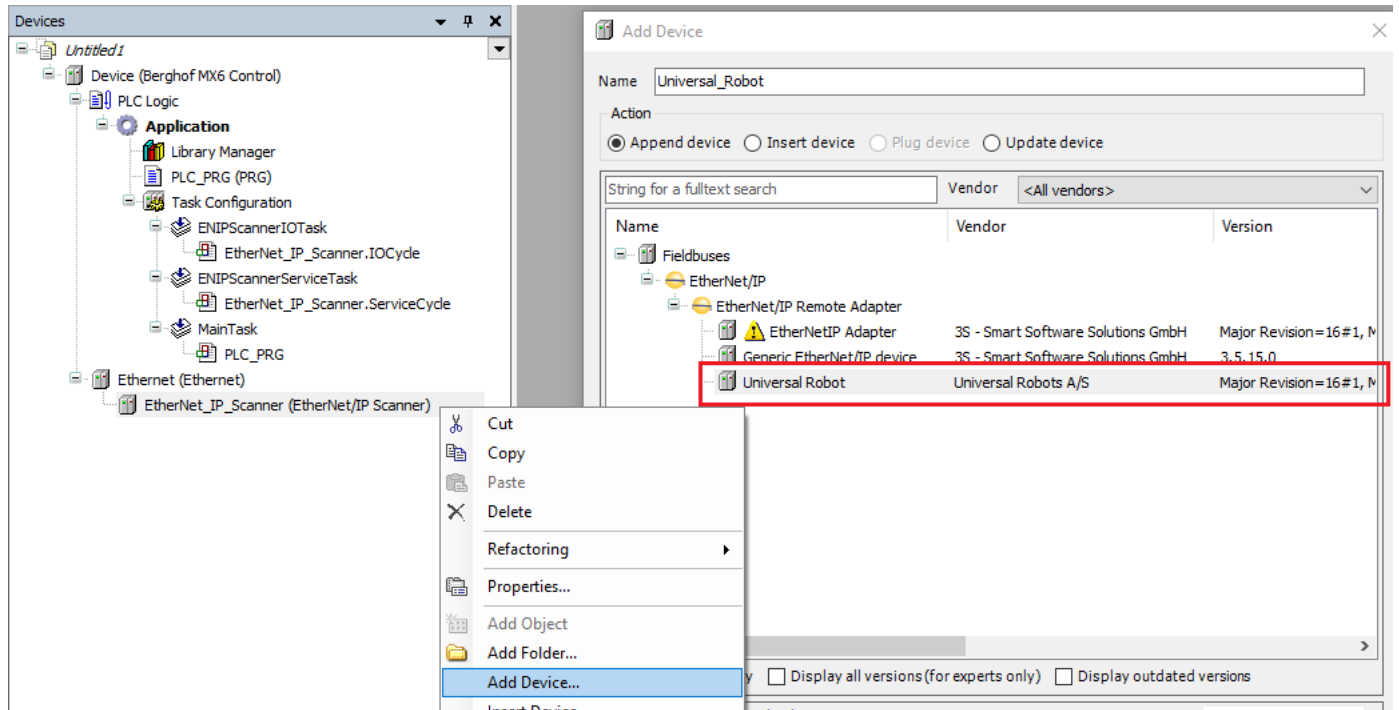 Devices
Untitled1
Device (Berghof MX6 Control)
PLC Logic
Application
Library Manager
PLC_PRG (PRG)
Task Configuration
ENIPScannerIOTask
EtherNet_IP_Scanner.IOCycle
ENIPScannerServiceTask
EtherNet_IP_Scanner.ServiceCycle
MainTask
PLC_PRG
Ethernet (Ethernet)
EtherNet_IP_Scanner (EtherNet/IP Scanner)
Cut
Copy
Paste
Delete
Refactoring
Properties...
Add Object
Add Folder...
Add Device...
Add Device
Name Universal_Robot
Action
Append device Insert device Plug device Update device
String for a fulltext search Vendor <All vendors>
Name Vendor Version
Fieldbuses
EtherNet/IP
EtherNet/IP Remote Adapter
EtherNetIP Adapter 3S - Smart Software Solutions GmbH Major Revision=16#1, M
Generic EtherNet/IP device 3S - Smart Software Solutions GmbH 3.5.15.0
Universal Robot Universal Robots A/S Major Revision=16#1, M
y Display all versions (for experts only) Display outdated versions